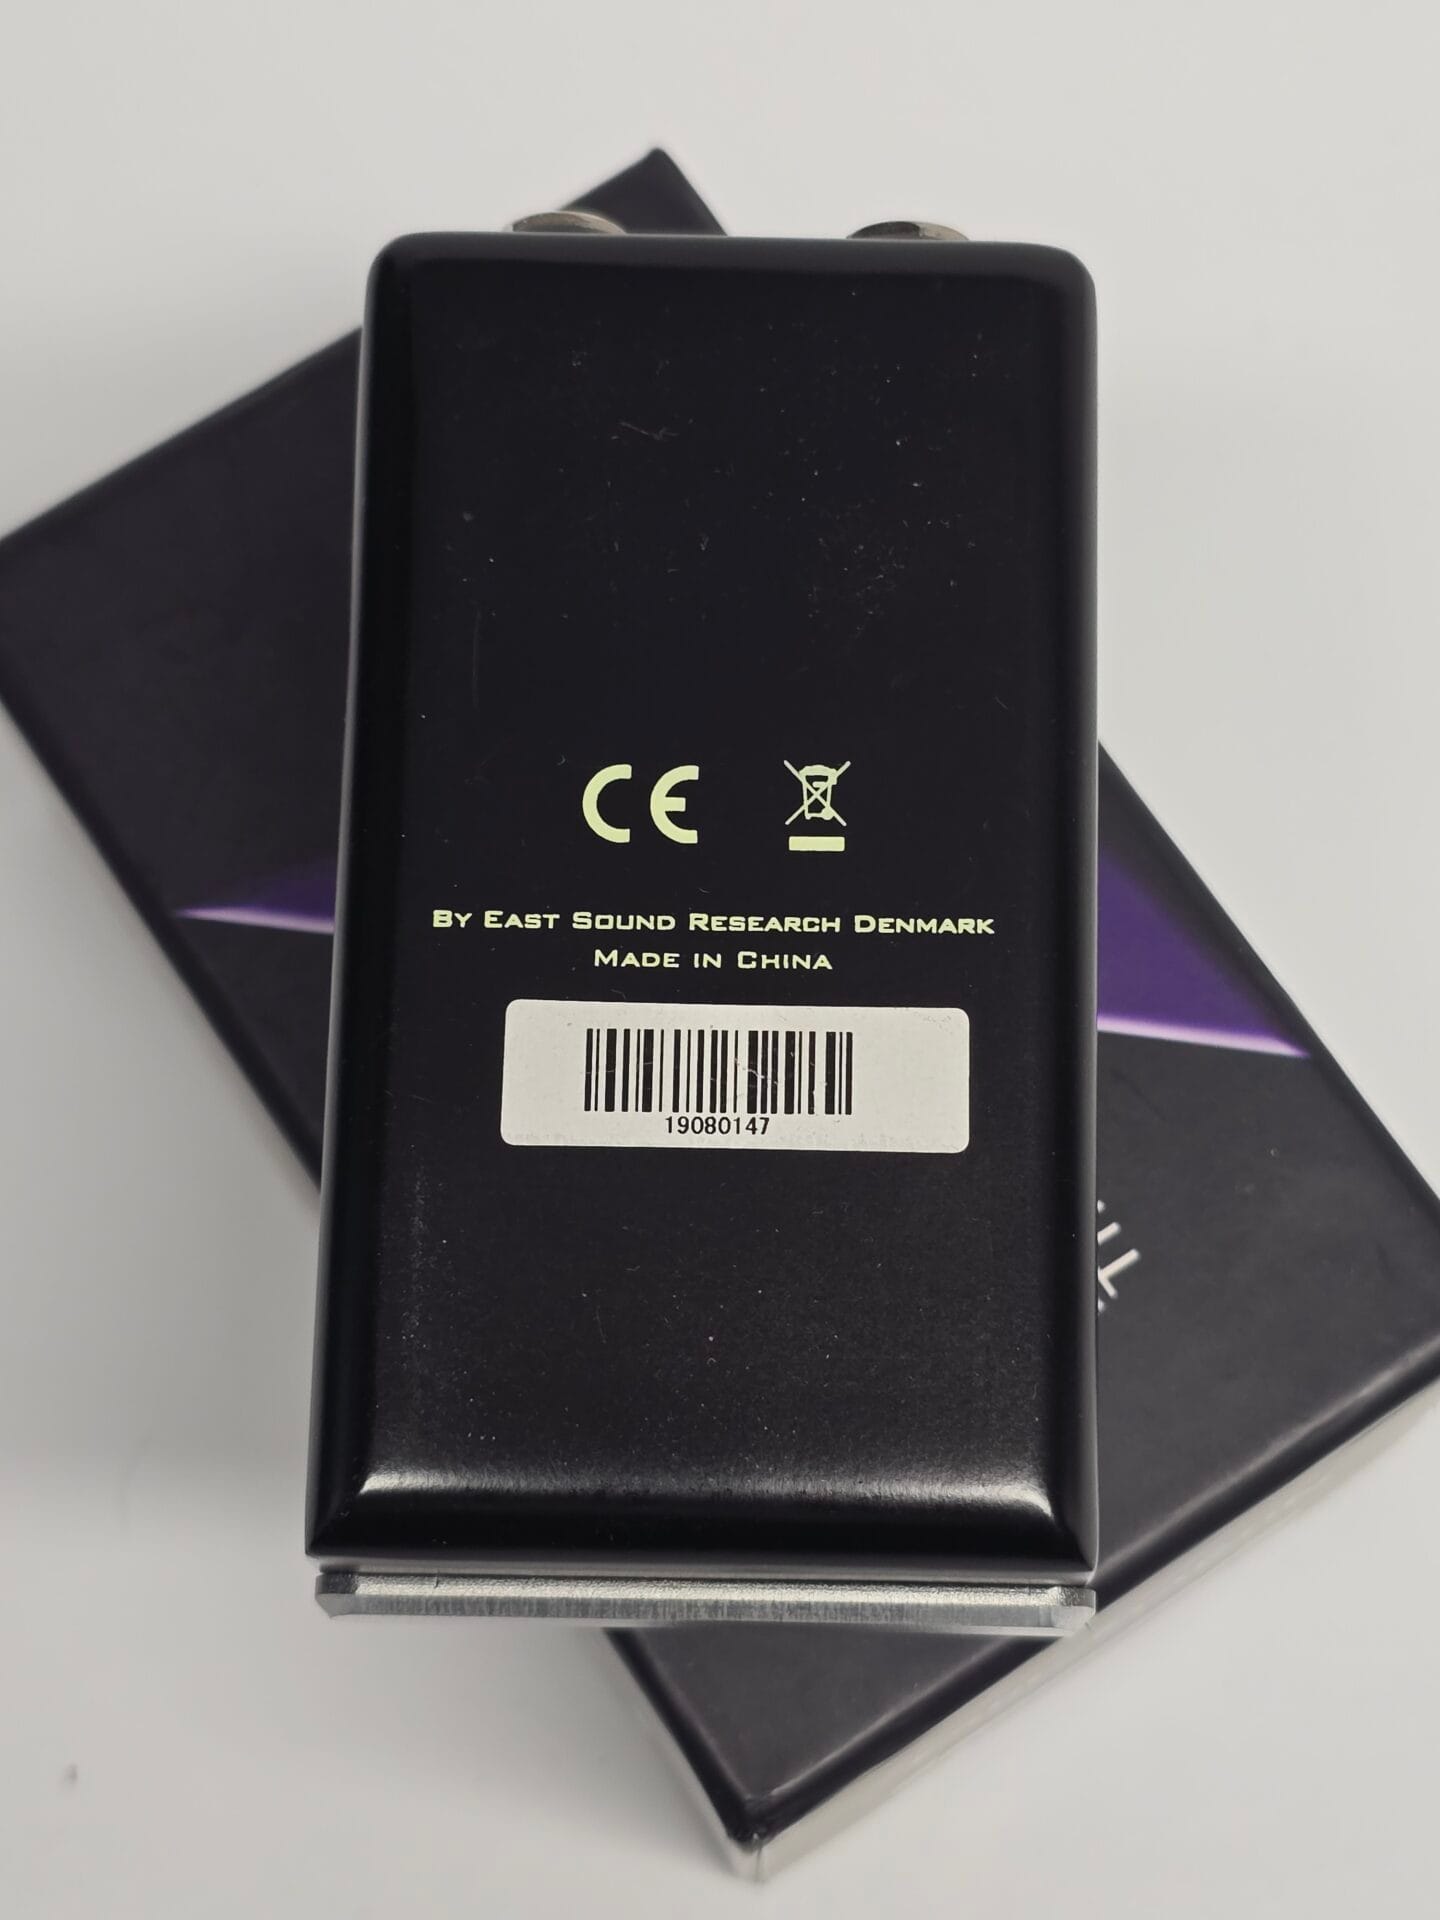 CE
By East Sound Research Denmark
Made in China
19080147